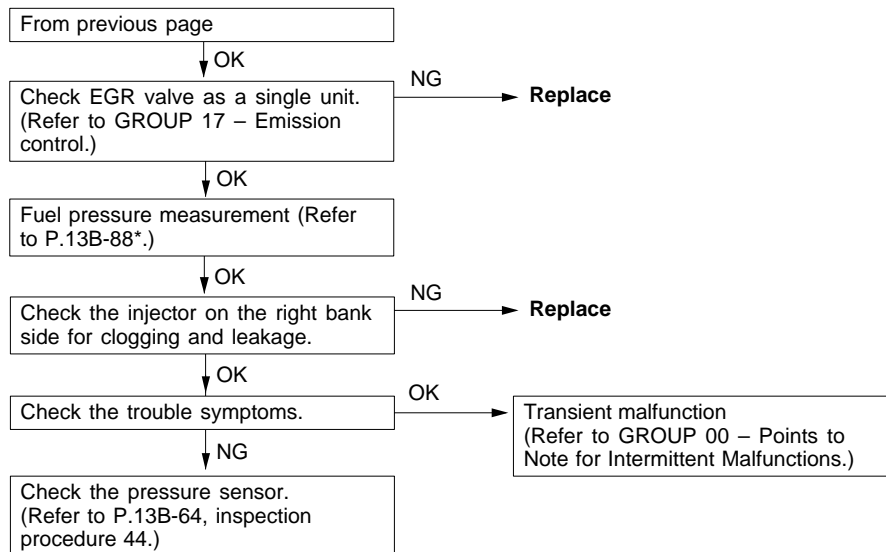 From previous page
OK
Check EGR valve as a single unit.
(Refer to GROUP 17 – Emission
control.)
NG
Replace
OK
Fuel pressure measurement (Refer
to P.13B-88*.)
OK
Check the injector on the right bank
side for clogging and leakage.
NG
Replace
OK
Check the trouble symptoms.
OK
Transient malfunction
(Refer to GROUP 00 – Points to
Note for Intermittent Malfunctions.)
NG
Check the pressure sensor.
(Refer to P.13B-64, inspection
procedure 44.)